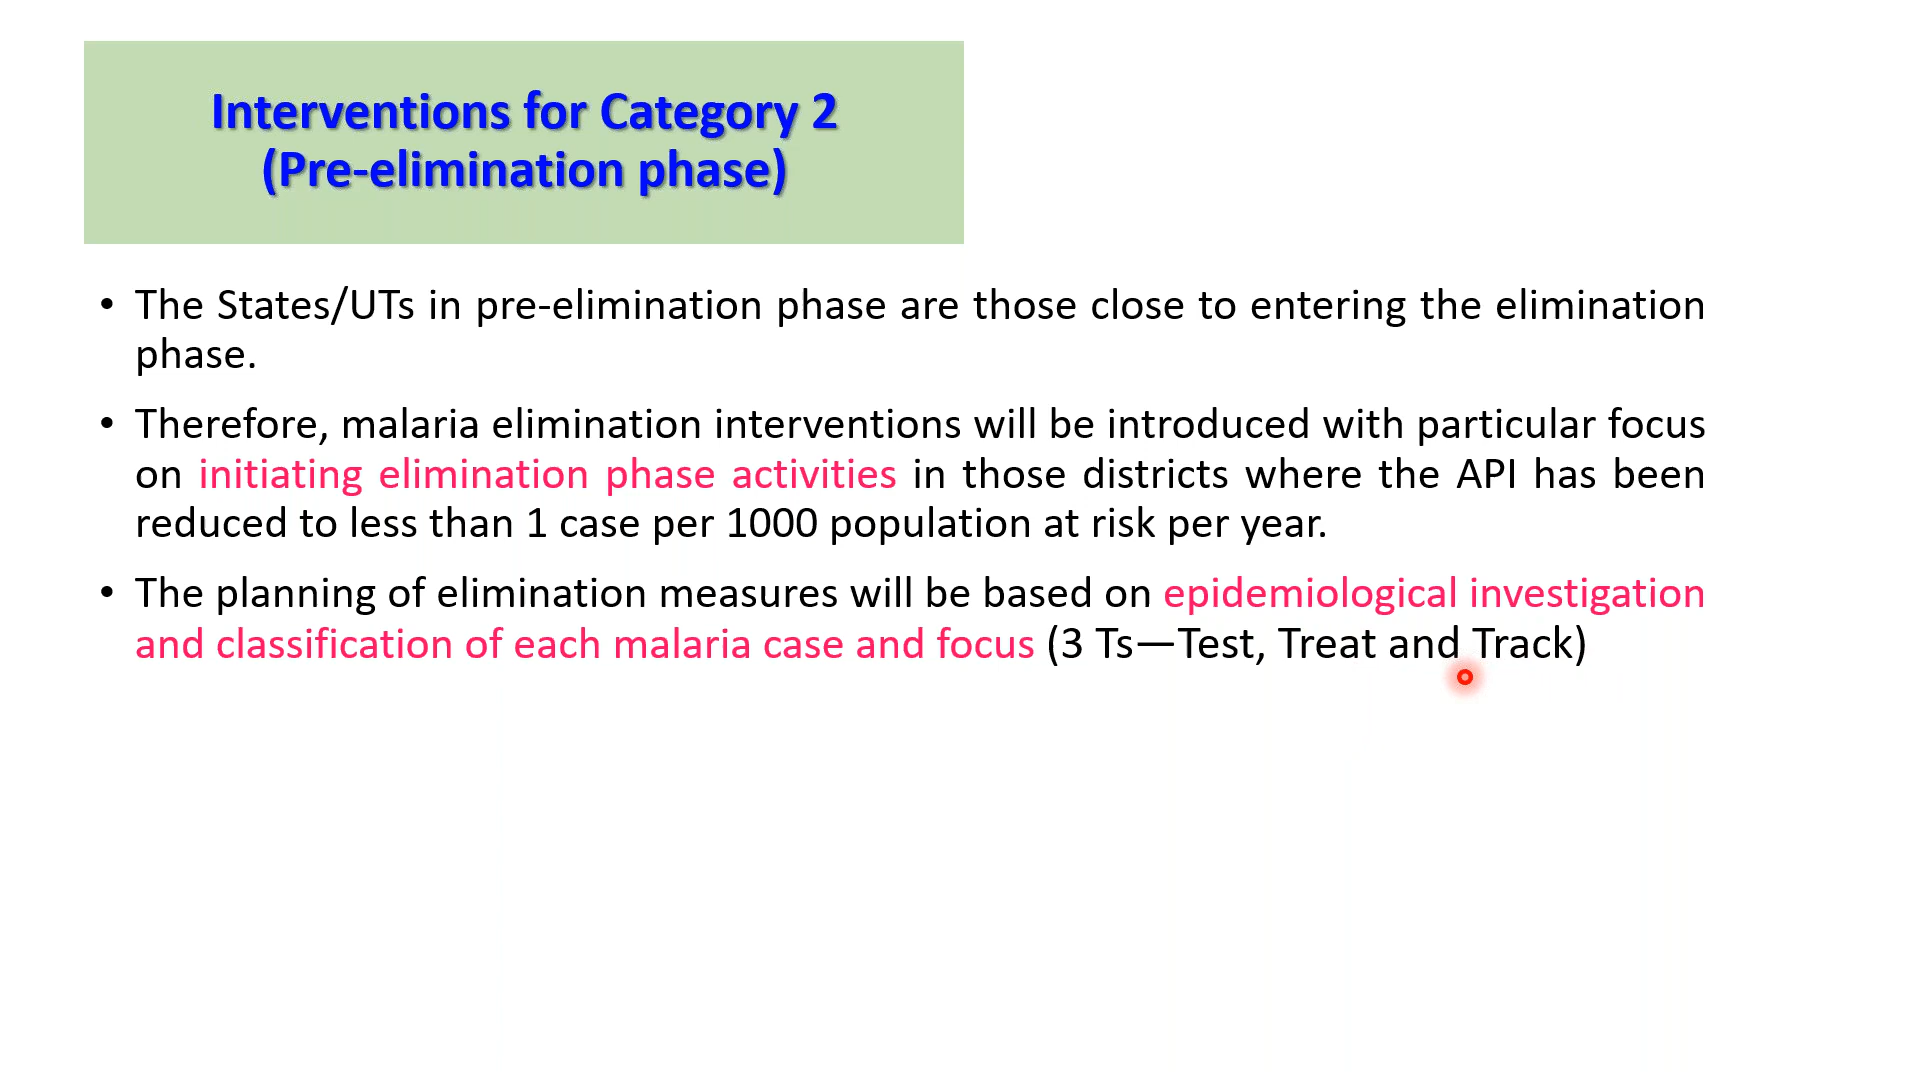 Interventions for Category 2
(Pre-elimination phase)
• The States/UTs in pre-elimination phase are those close to entering the elimination
phase.
• Therefore, malaria elimination interventions will be introduced with particular focus
on initiating elimination phase activities in those districts where the API has been
reduced to less than 1 case per 1000 population at risk per year.
• The planning of elimination measures will be based on epidemiological investigation
and classification of each malaria case and focus (3 Ts—Test, Treat and Track)